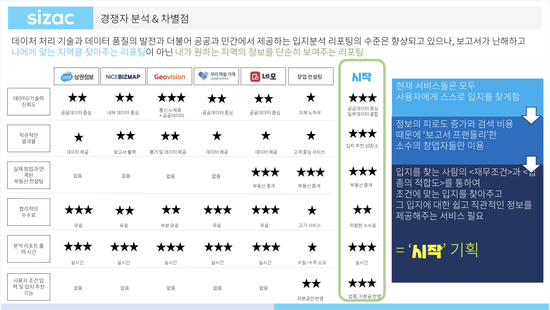 sizac
경쟁자 분석 & 차별점
데이처 처리 기술과 데이터 품질의 발전과 더불어 공공과 민간에서 제공하는 입지분석 리포팅의 수준은 향상되고 있으나, 보고서가 난해하고
나에게 맞는 지역을 찾아주는 리포팅이 아닌 내가 원하는 지역의 정보를 단순히 보여주는 리포팅
상권정보 NICEBIZMAP Geovision 우리마을가게 네모 창업 컨설팅 시작
데이터/기술력
신뢰도
★★ ★★ ★★★ ★★ ★★ ★ ★★★
공공데이터 중심 내부 데이터 중심 통신사 제휴
+ 공공데이터 공공데이터 중심 공공데이터 중심 자체 노하우 공공데이터 중심
일부데이터 결합
직관적인
결과물
★ ★★ ★★ ★ ★ ★ ★★★
데이터 제공 보고서 출력 평가 및 데이터 제공 데이터 제공 데이터 제공 고객 중심 서비스 입지 추천 10장소
실제 창업과 연
계된
부동산 컨설팅
없음 없음 없음 없음 ★★★ ★★★ ★★★
부동산 중개 부동산 중개 부동산 중개
합리적인
수수료
★★★ ★★ ★★ ★★★ ★★★ ★ ★★
무료 무료 부분 유료 무료 무료 고가 서비스 저렴한 수수료
분석 리포트 출
력 시간
★★★ ★★★ ★★★ ★★★ ★★★ ★ ★★★
실시간 실시간 실시간 실시간 실시간 수일~수주 소요 실시간
사용자 조건 입
력 및 입지 추천
기능
없음 없음 없음 없음 없음 ★★ ★★★
자본금만 반영 업종, 자본금 반영
현재 서비스들은 모두
사용자에게 스스로 입지를 찾게함
정보의 피로도 증가와 검색 비용
때문에 '보고서 프랜들리'한
소수의 창업자들만 이용
입지를 찾는 사람의 <재무조건>과 <업
종의 적합도>를 통하여
조건에 맞는 입지를 찾아주고
그 입지에 대한 쉽고 직관적인 정보를
제공해주는 서비스 필요
= '시작' 기획